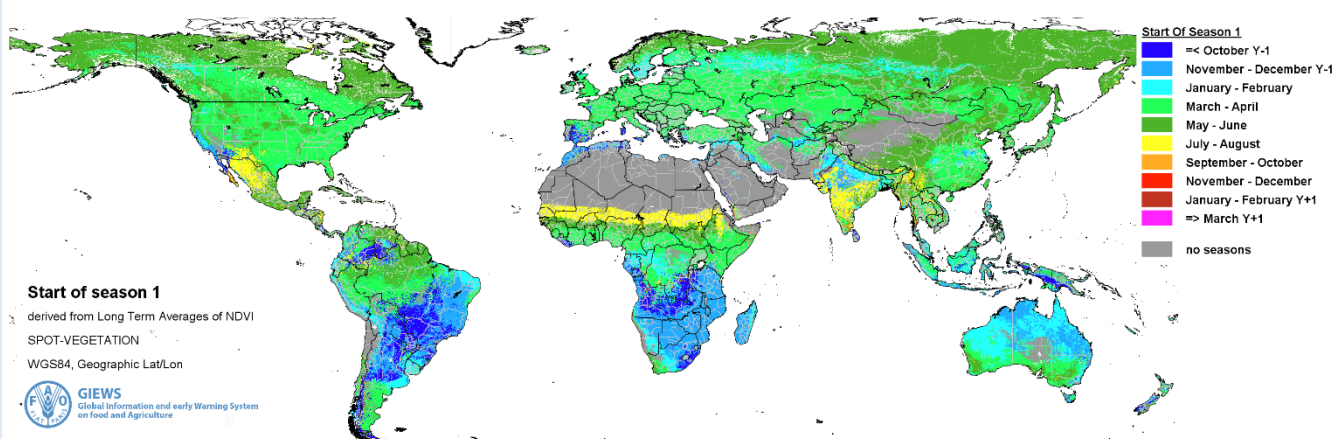 Start Of Season 1
=< October Y-1
November - December Y-1
January - February
March - April
May - June
July - August
September - October
November - December
January - February Y+1
=> March Y+1
no seasons
Start of season 1
derived from Long Term Averages of NDVI
SPOT-VEGETATION
WGS84, Geographic Lat/Lon
F A O
FIAT PANIS
GIEWS
Global Information and early Warning System
on food and Agriculture